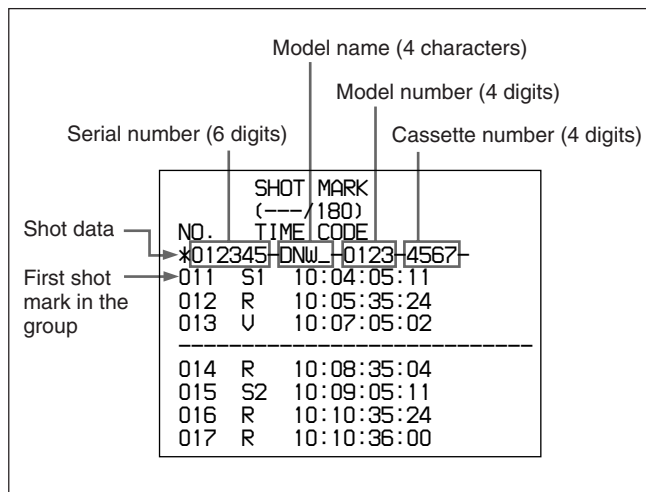 Model name (4 characters)
Model number (4 digits)
Serial number (6 digits)
Cassette number (4 digits)
SHOT MARK
(---/180)
NO. TIME CODE
Shot data
*012345-DNW_-0123-4567-
First shot mark in the group
011 S1 10:04:05:11
012 R 10:05:35:24
013 V 10:07:05:02
------------------------------
014 R 10:08:35:04
015 S2 10:09:05:11
016 R 10:10:35:24
017 R 10:10:36:00